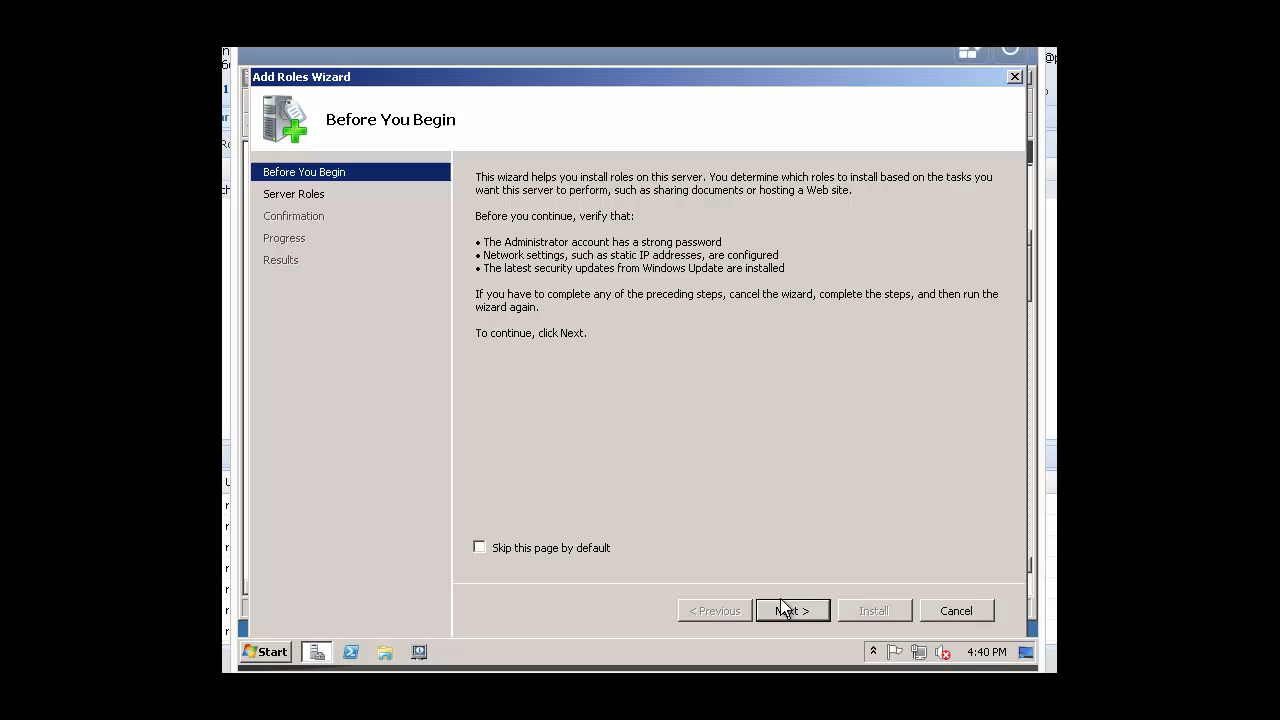 Add Roles Wizard
Before You Begin
Before You Begin
Server Roles
Confirmation
Progress
Results
This wizard helps you install roles on this server. You determine which roles to install based on the tasks you
want this server to perform, such as sharing documents or hosting a Web site.
Before you continue, verify that:
• The Administrator account has a strong password
• Network settings, such as static IP addresses, are configured
• The latest security updates from Windows Update are installed
If you have to complete any of the preceding steps, cancel the wizard, complete the steps, and then run the
wizard again.
To continue, click Next.
Skip this page by default
< Previous
Next >
Install
Cancel
Start
4:40 PM